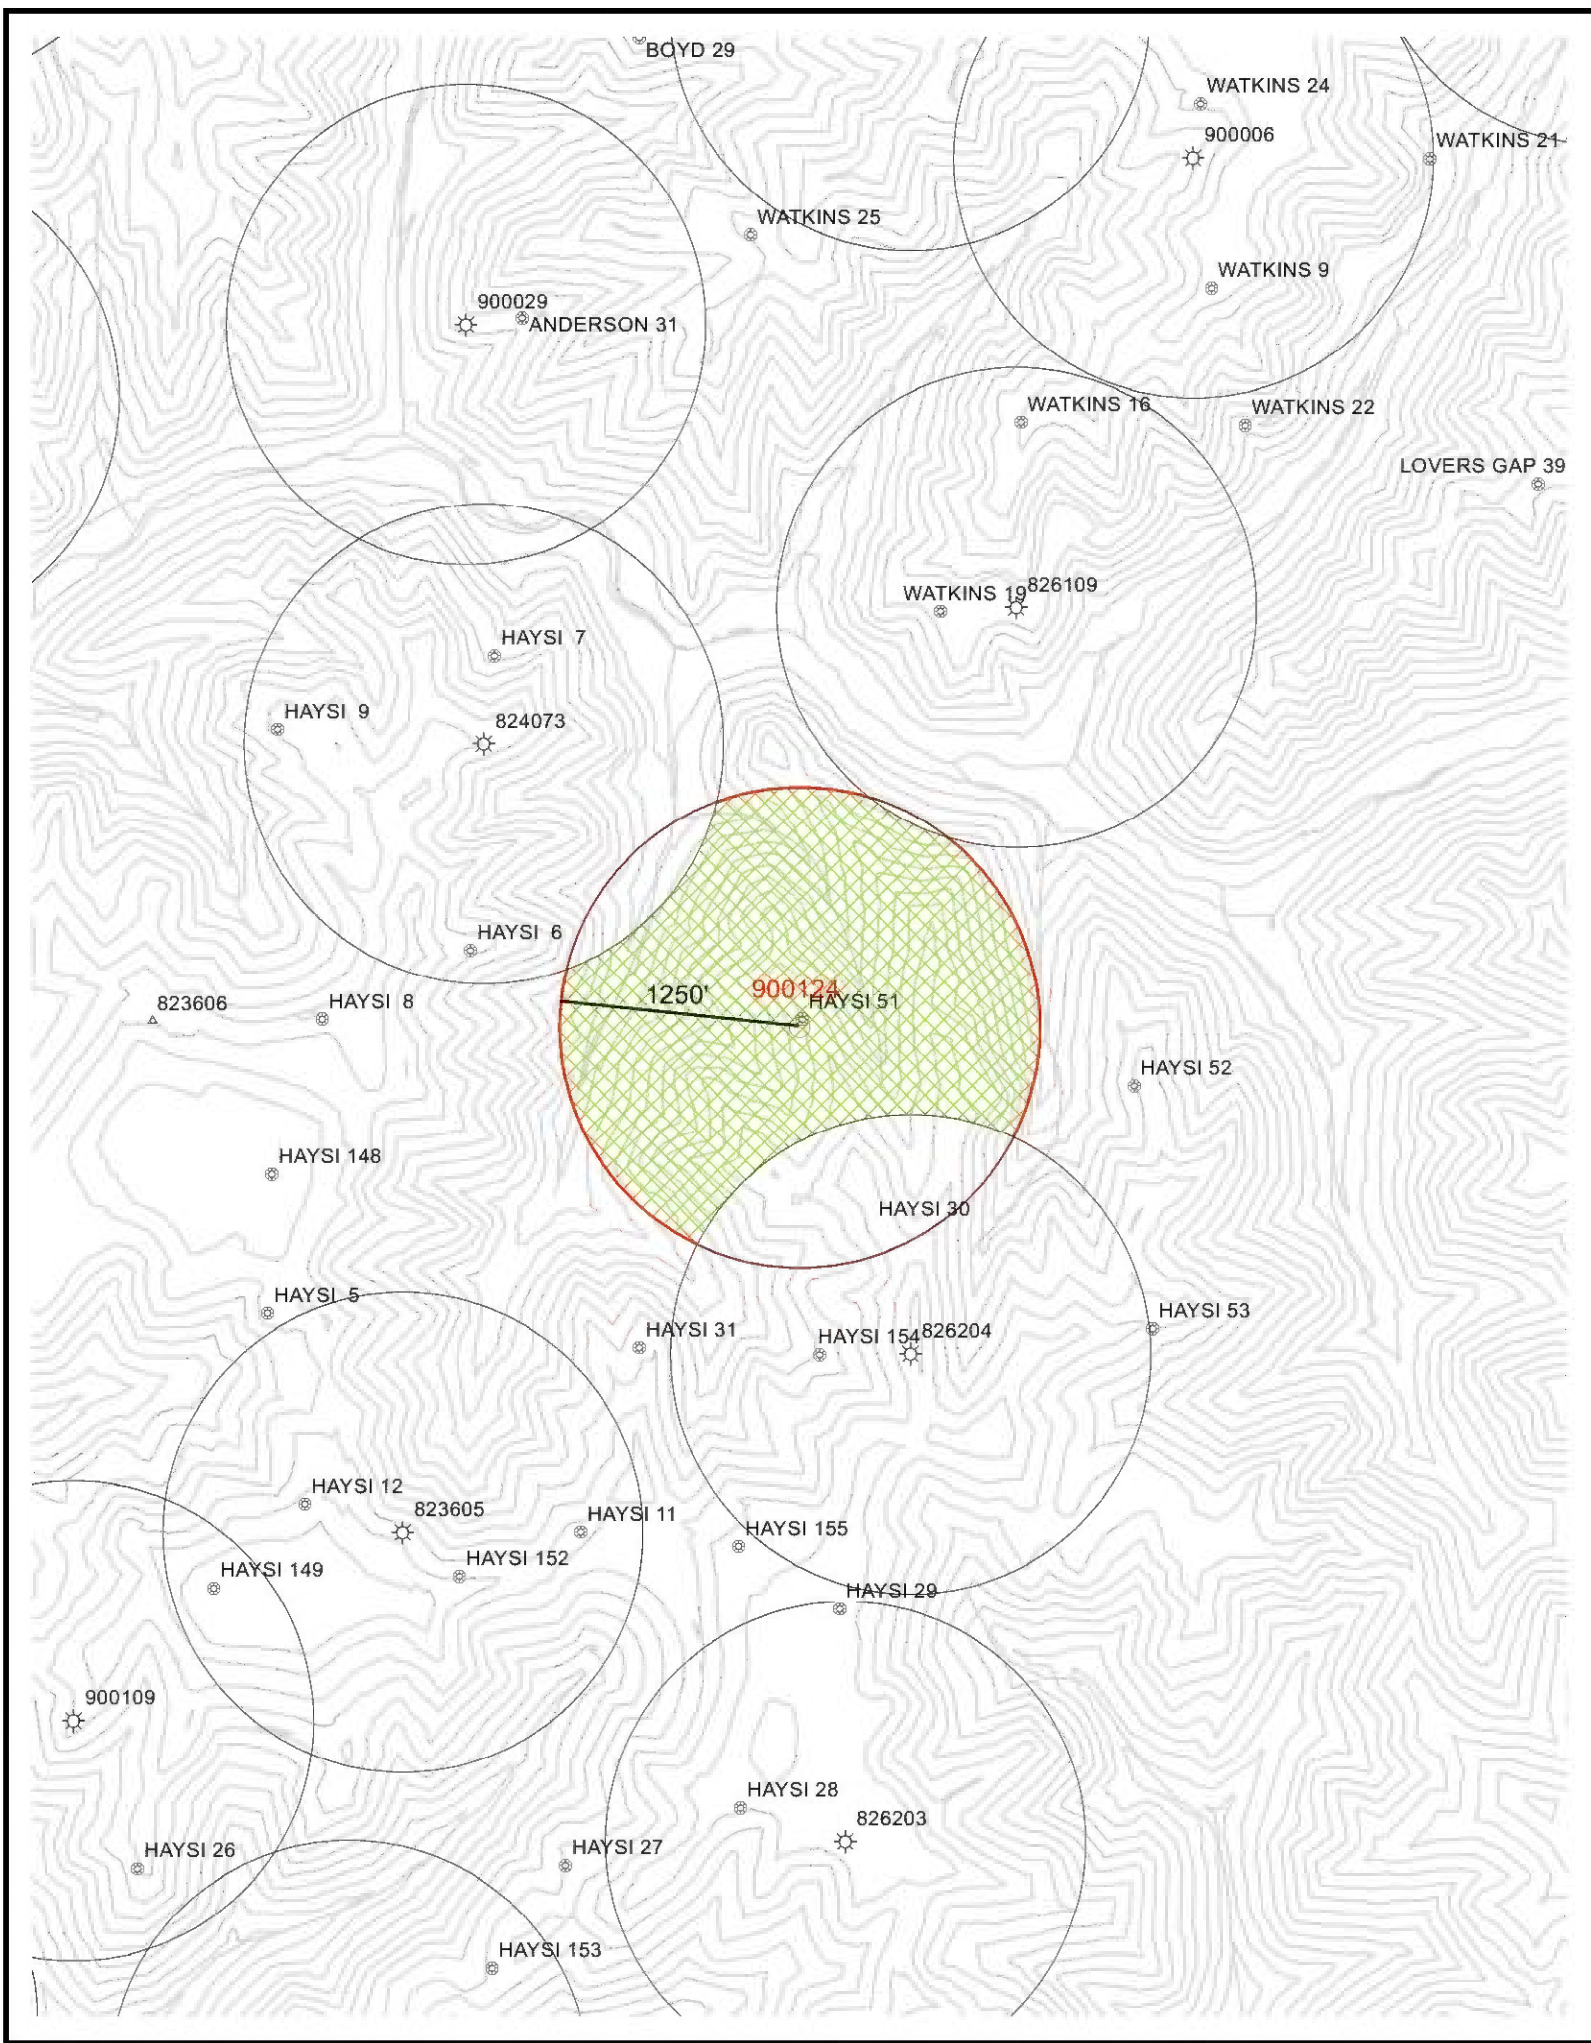 BOYD 29
WATKINS 24
900006
WATKINS 21
WATKINS 25
WATKINS 9
900029
ANDERSON 31
WATKINS 16
WATKINS 22
LOVERS GAP 39
826109
WATKINS 19
HAYSI 7
HAYSI 9
824073
HAYSI 6
1250'
900124
HAYSI 51
823606
HAYSI 8
HAYSI 52
HAYSI 148
HAYSI 30
HAYSI 5
HAYSI 53
HAYSI 31
HAYSI 154
826204
HAYSI 12
823605
HAYSI 11
HAYSI 155
HAYSI 152
HAYSI 149
HAYSI 29
900109
HAYSI 28
826203
HAYSI 26
HAYSI 27
HAYSI 153